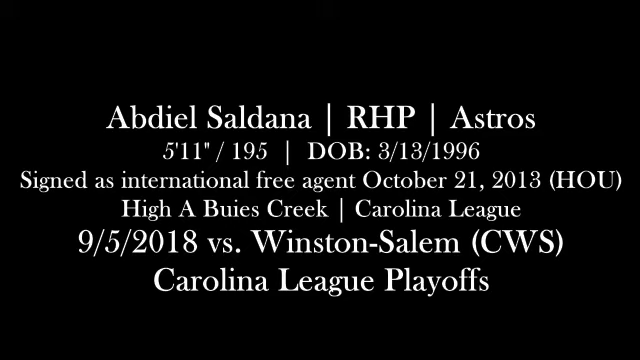 Abdiel Saldana | RHP | Astros
5'11" / 195 | DOB: 3/13/1996
Signed as international free agent October 21, 2013 (HOU)
High A Buies Creek | Carolina League
9/5/2018 vs. Winston-Salem (CWS)
Carolina League Playoffs